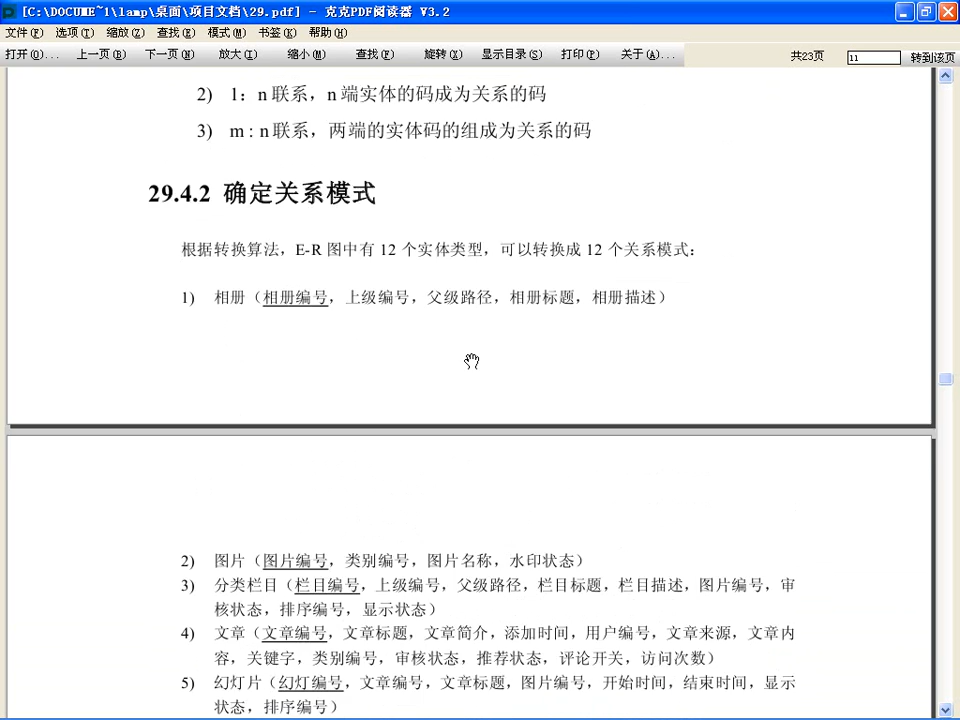 [C:\DOCUME~1\lamp\桌面\项目文档\29.pdf] - 克克PDF阅读器 V3.2
文件(F) 选项(T) 缩放(Z) 查找(E) 模式(M) 书签(K) 帮助(H)
打开(O)... 上一页(B) 下一页(N) 放大(I) 缩小(M) 查找(F) 旋转(X) 显示目录(S) 打印(P) 关于(A)... 共23页 11 转到该页
2) 1：n 联系，n 端实体的码成为关系的码
3) m : n 联系，两端的实体码的组成为关系的码
29.4.2 确定关系模式
根据转换算法，E-R 图中有 12 个实体类型，可以转换成 12 个关系模式：
1) 相册（相册编号，上级编号，父级路径，相册标题，相册描述）
2) 图片（图片编号，类别编号，图片名称，水印状态）
3) 分类栏目（栏目编号，上级编号，父级路径，栏目标题，栏目描述，图片编号，审
核状态，排序编号，显示状态）
4) 文章（文章编号，文章标题，文章简介，添加时间，用户编号，文章来源，文章内
容，关键字，类别编号，审核状态，推荐状态，评论开关，访问次数）
5) 幻灯片（幻灯编号，文章编号，文章标题，图片编号，开始时间，结束时间，显示
状态，排序编号）